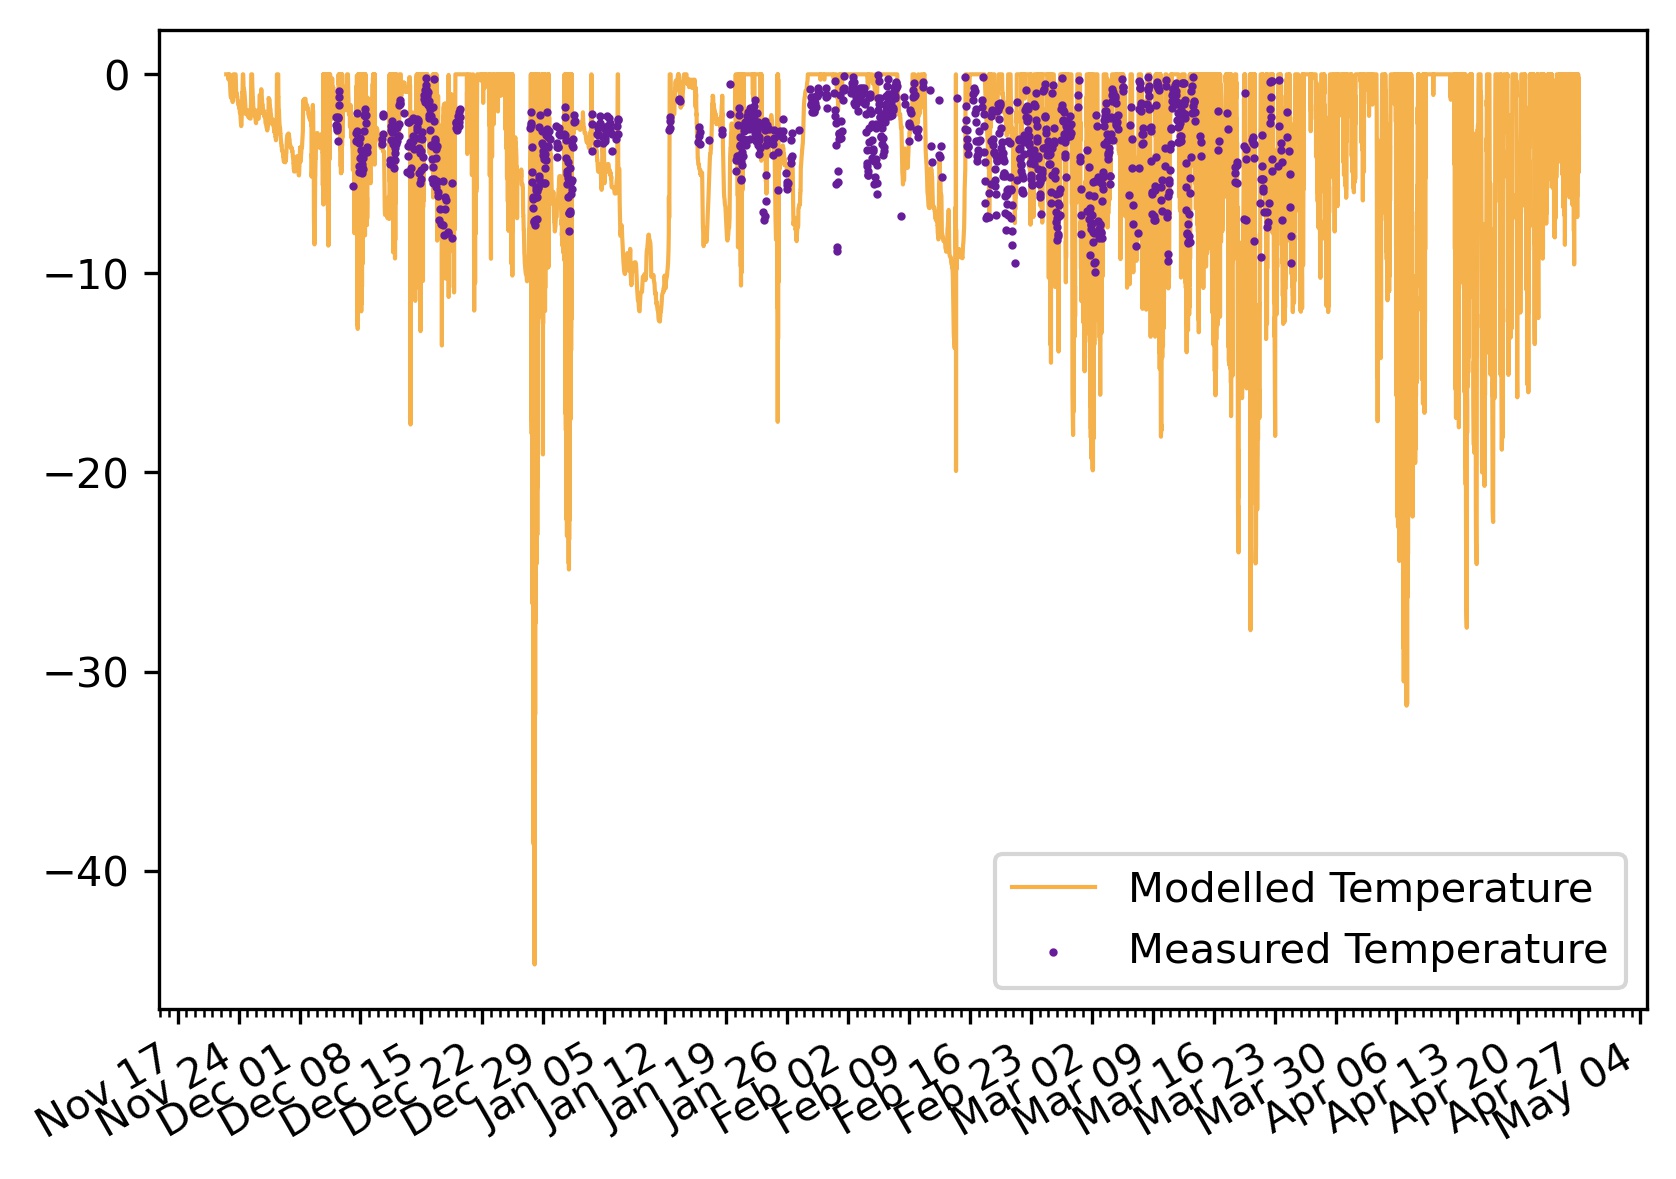 0
−10
−20
−30
−40
Modelled Temperature
Measured Temperature
Nov 17
Nov 24
Dec 01
Dec 08
Dec 15
Dec 22
Dec 29
Jan 05
Jan 12
Jan 19
Jan 26
Feb 02
Feb 09
Feb 16
Feb 23
Mar 02
Mar 09
Mar 16
Mar 23
Mar 30
Apr 06
Apr 13
Apr 20
Apr 27
May 04